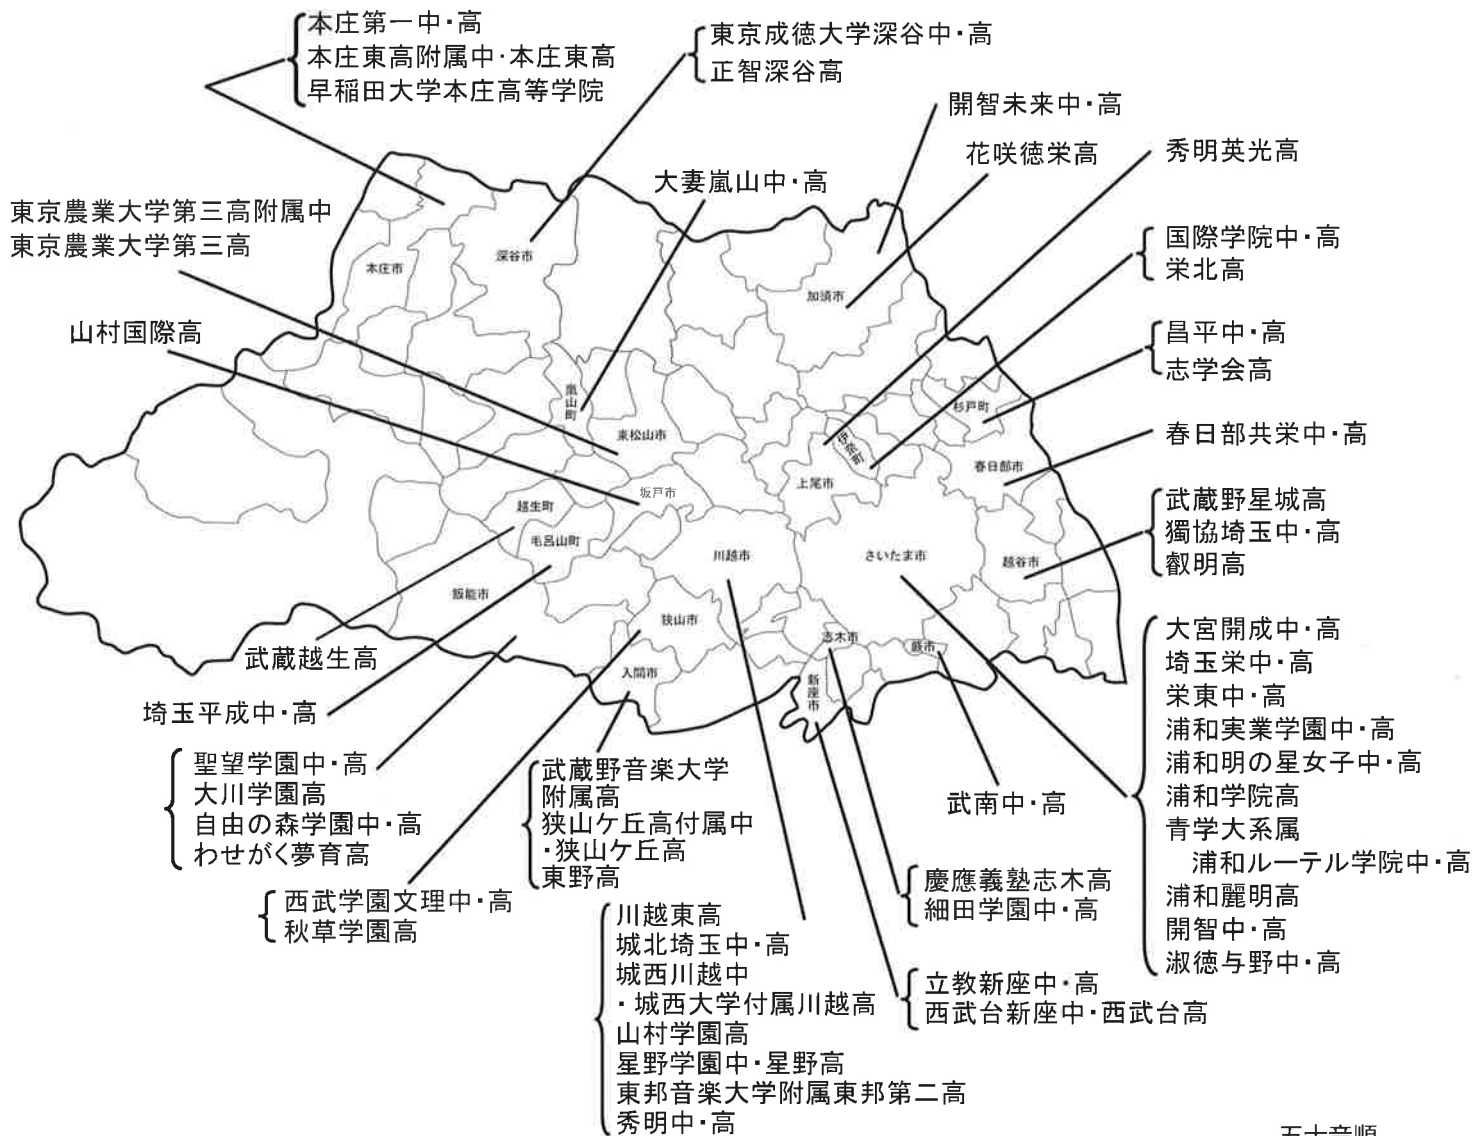 本庄第一中・高
本庄東高附属中・本庄東高
早稲田大学本庄高等学院
東京成徳大学深谷中・高
正智深谷高
開智未来中・高
花咲徳栄高
秀明英光高
大妻嵐山中・高
東京農業大学第三高附属中
東京農業大学第三高
国際学院中・高
栄北高
山村国際高
昌平中・高
志学会高
春日部共栄中・高
武蔵野星城高
獨協埼玉中・高
叡明高
本庄市
深谷市
加須市
嵐山町
東松山市
杉戸町
伊奈町
春日部市
上尾市
坂戸市
越生町
毛呂山町
川越市
さいたま市
越谷市
飯能市
狭山市
志木市
蕨市
入間市
新座市
武蔵越生高
埼玉平成中・高
聖望学園中・高
大川学園高
自由の森学園中・高
わせがく夢育高
西武学園文理中・高
秋草学園高
武蔵野音楽大学
附属高
狭山ケ丘高付属中
・狭山ケ丘高
東野高
川越東高
城北埼玉中・高
城西川越中
・城西大学付属川越高
山村学園高
星野学園中・星野高
東邦音楽大学附属東邦第二高
秀明中・高
武南中・高
慶應義塾志木高
細田学園中・高
立教新座中・高
西武台新座中・西武台高
大宮開成中・高
埼玉栄中・高
栄東中・高
浦和実業学園中・高
浦和明の星女子中・高
浦和学院高
青学大系属
浦和ルーテル学院中・高
浦和麗明高
開智中・高
淑徳与野中・高
五十音順